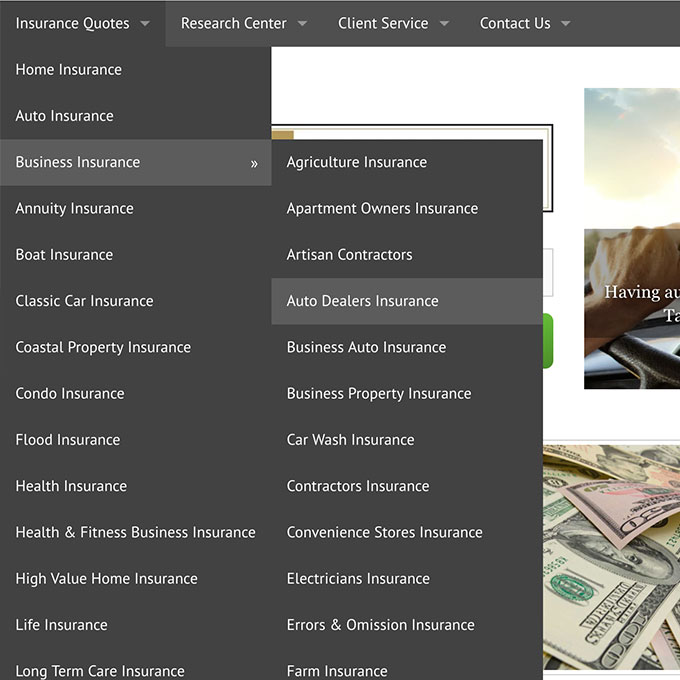 Insurance Quotes
Research Center
Client Service
Contact Us
Home Insurance
Auto Insurance
Business Insurance »
Annuity Insurance
Boat Insurance
Classic Car Insurance
Coastal Property Insurance
Condo Insurance
Flood Insurance
Health Insurance
Health & Fitness Business Insurance
High Value Home Insurance
Life Insurance
Long Term Care Insurance
Agriculture Insurance
Apartment Owners Insurance
Artisan Contractors
Auto Dealers Insurance
Business Auto Insurance
Business Property Insurance
Car Wash Insurance
Contractors Insurance
Convenience Stores Insurance
Electricians Insurance
Errors & Omission Insurance
Farm Insurance
Having au
Ta